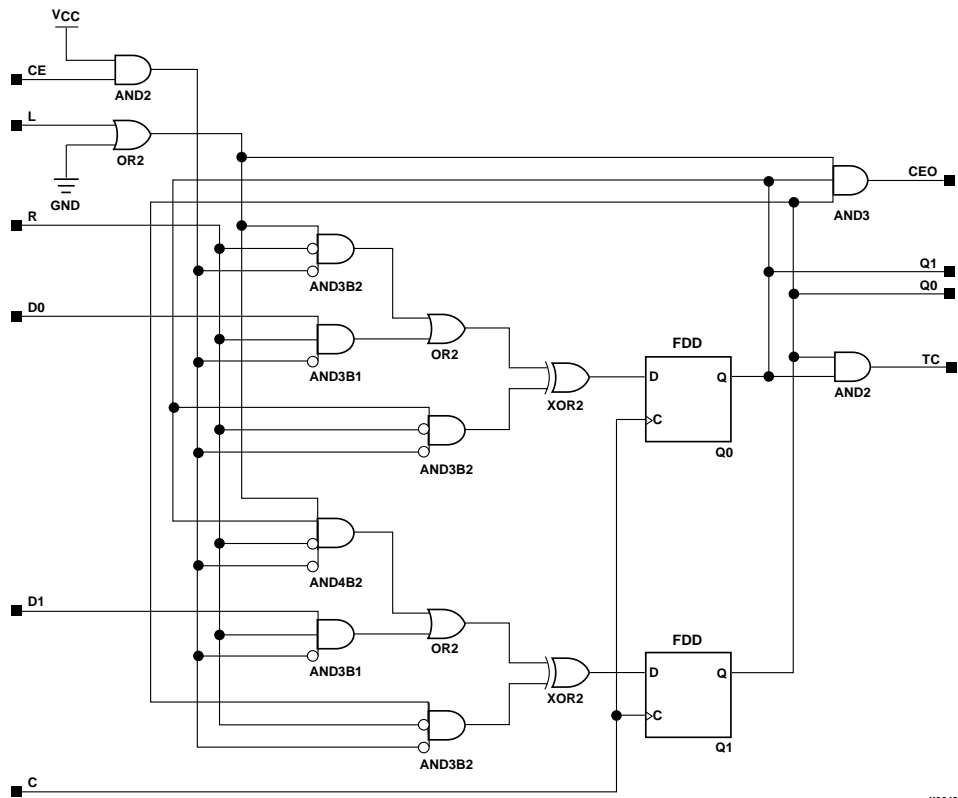 VCC
CE
AND2
L
OR2
GND
CEO
AND3
R
AND3B2
Q1
Q0
D0
AND3B1
OR2
XOR2
FDD
D
Q
C
Q0
TC
AND2
AND3B2
AND4B2
D1
AND3B1
OR2
XOR2
FDD
D
Q
C
Q1
AND3B2
C